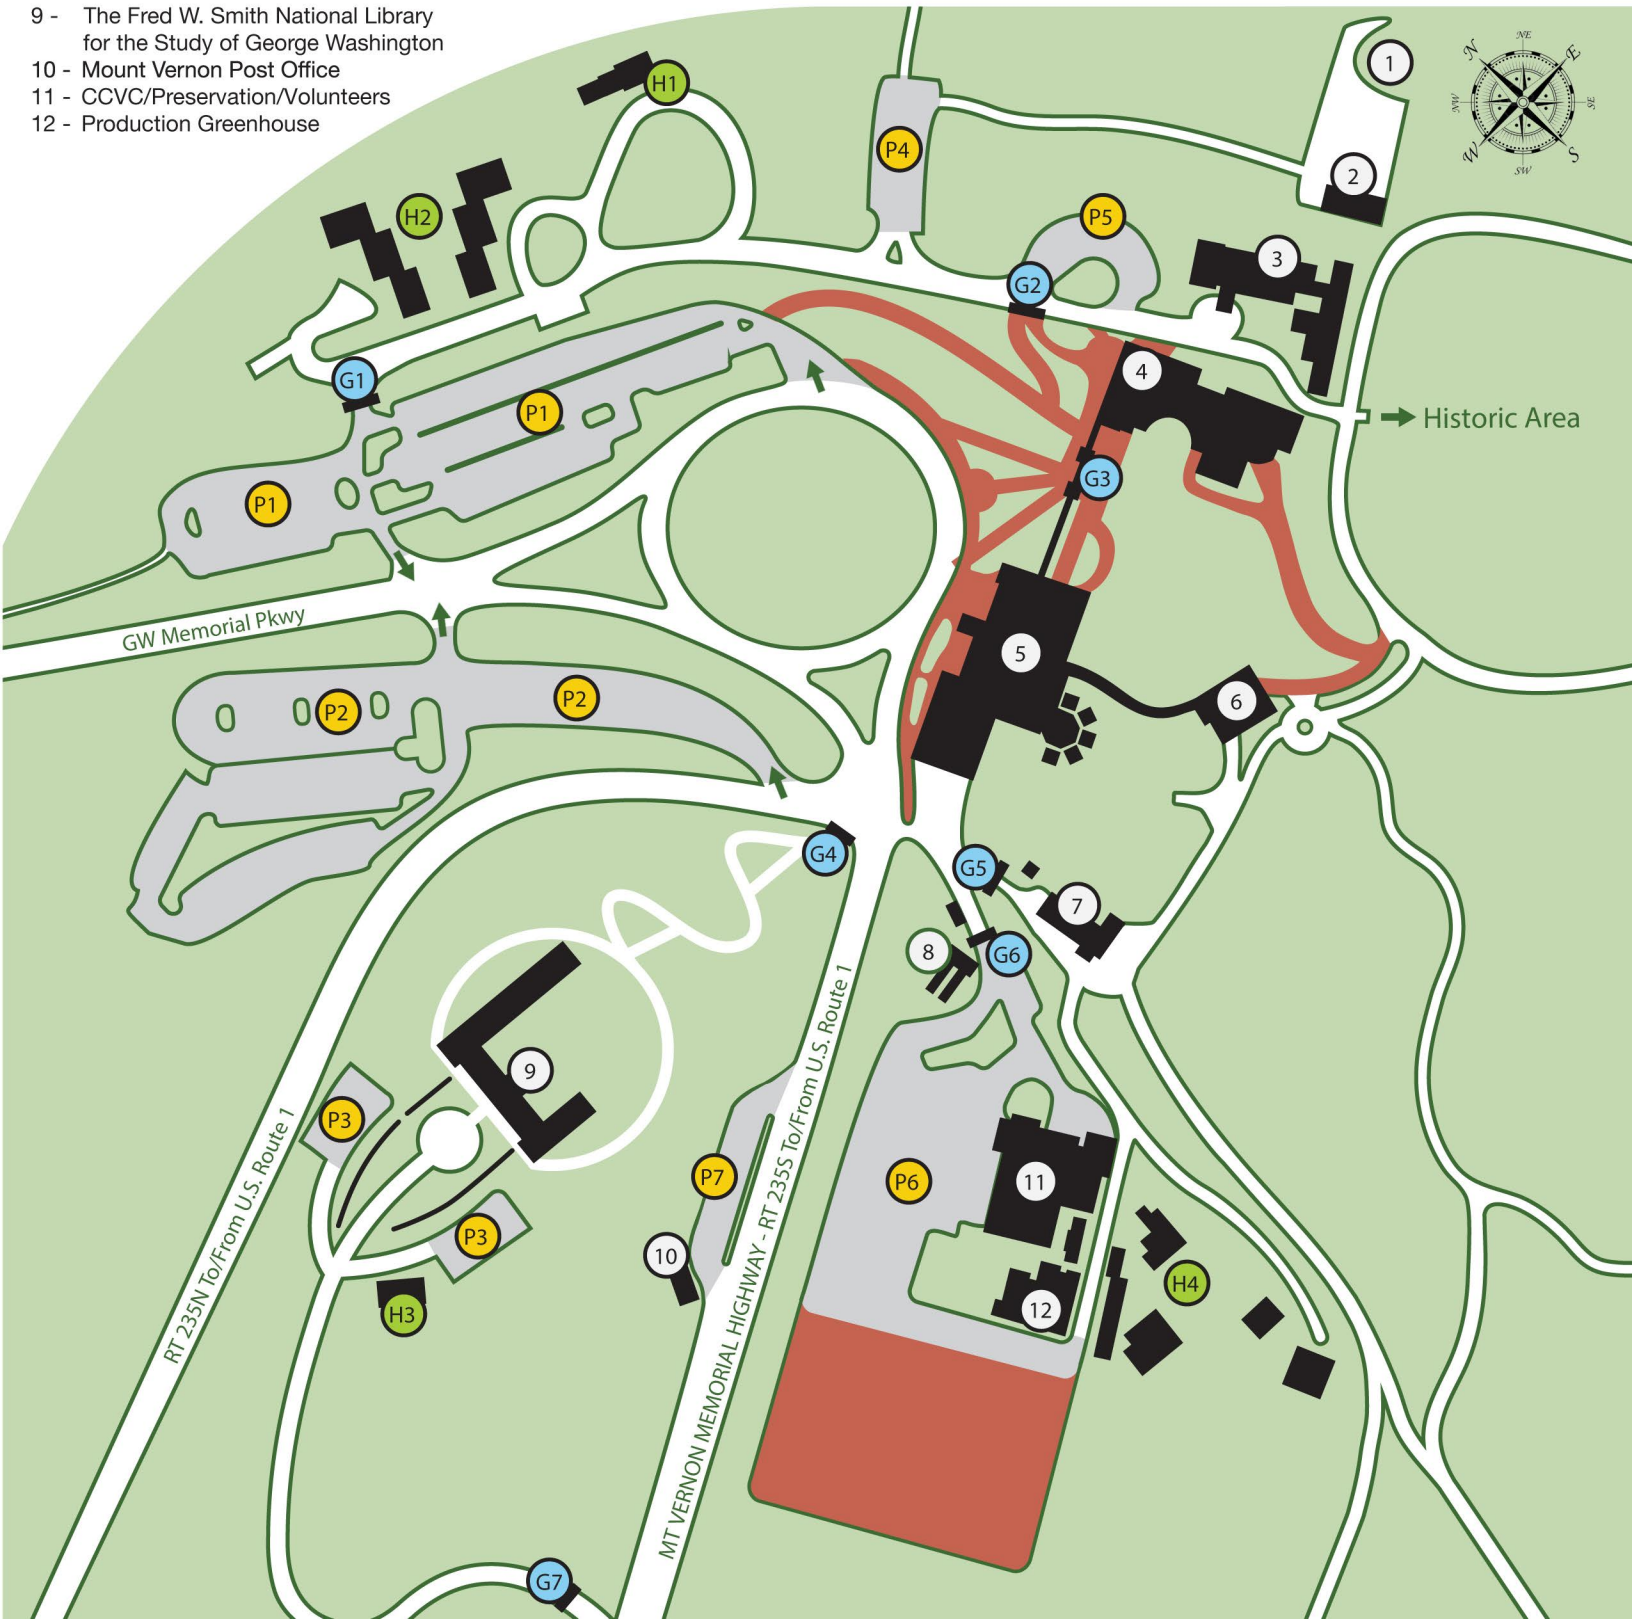 9 - The Fred W. Smith National Library
for the Study of George Washington
10 - Mount Vernon Post Office
11 - CCVC/Preservation/Volunteers
12 - Production Greenhouse
NE
N
E
NW
SE
W
S
SW
1
H1
P4
2
H2
P5
3
G2
4
G1
P1
Historic Area
G3
P1
GW Memorial Pkwy
5
P2
P2
6
G4
G5
7
8
G6
9
P3
RT 235N To/From U.S. Route 1
P7
MT VERNON MEMORIAL HIGHWAY - RT 235S To/From U.S. Route 1
P6
11
P3
10
H4
H3
12
G7